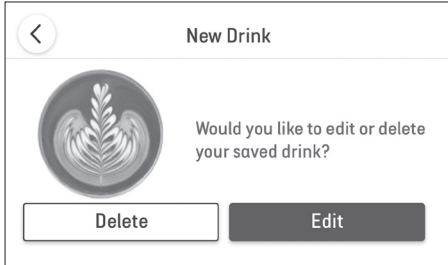 New Drink
Would you like to edit or delete
your saved drink?
Delete
Edit